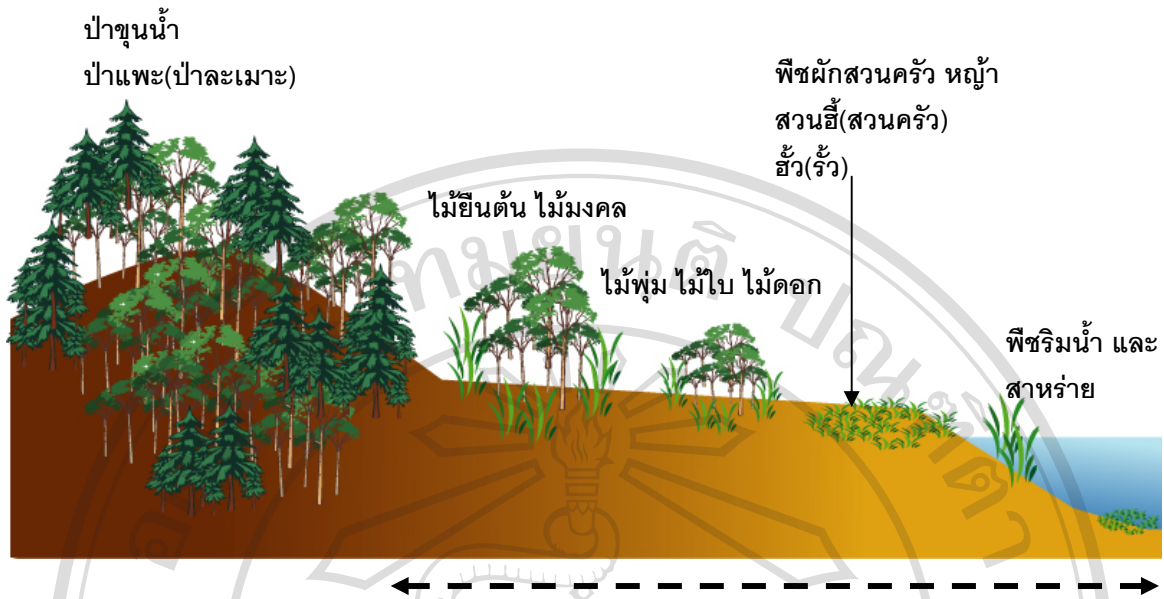 ป่าขุนน้ำ
ป่าแพะ(ป่าละเมาะ)
พืชผักสวนครัว หญ้า
สวนฮี้(สวนครัว)
ฮั้ว(รั้ว)
ไม้ยืนต้น ไม้มงคล
ไม้พุ่ม ไม้ใบ ไม้ดอก
พืชริมน้ำ และ
สาหร่าย